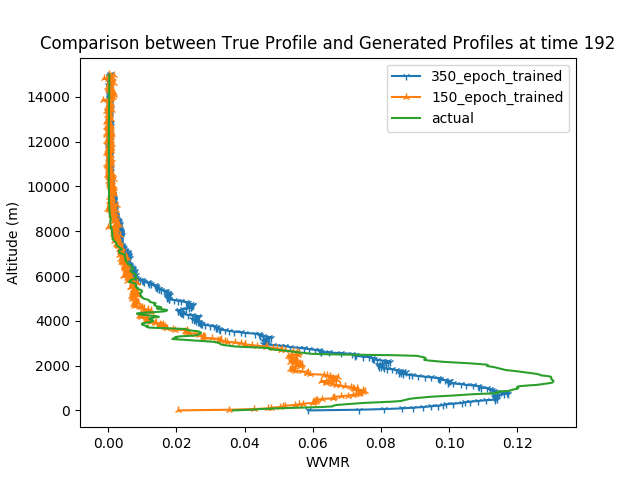 Comparison between True Profile and Generated Profiles at time 192
350_epoch_trained
150_epoch_trained
actual
Altitude (m)
14000
12000
10000
8000
6000
4000
2000
0
0.00 0.02 0.04 0.06 0.08 0.10 0.12
WVMR